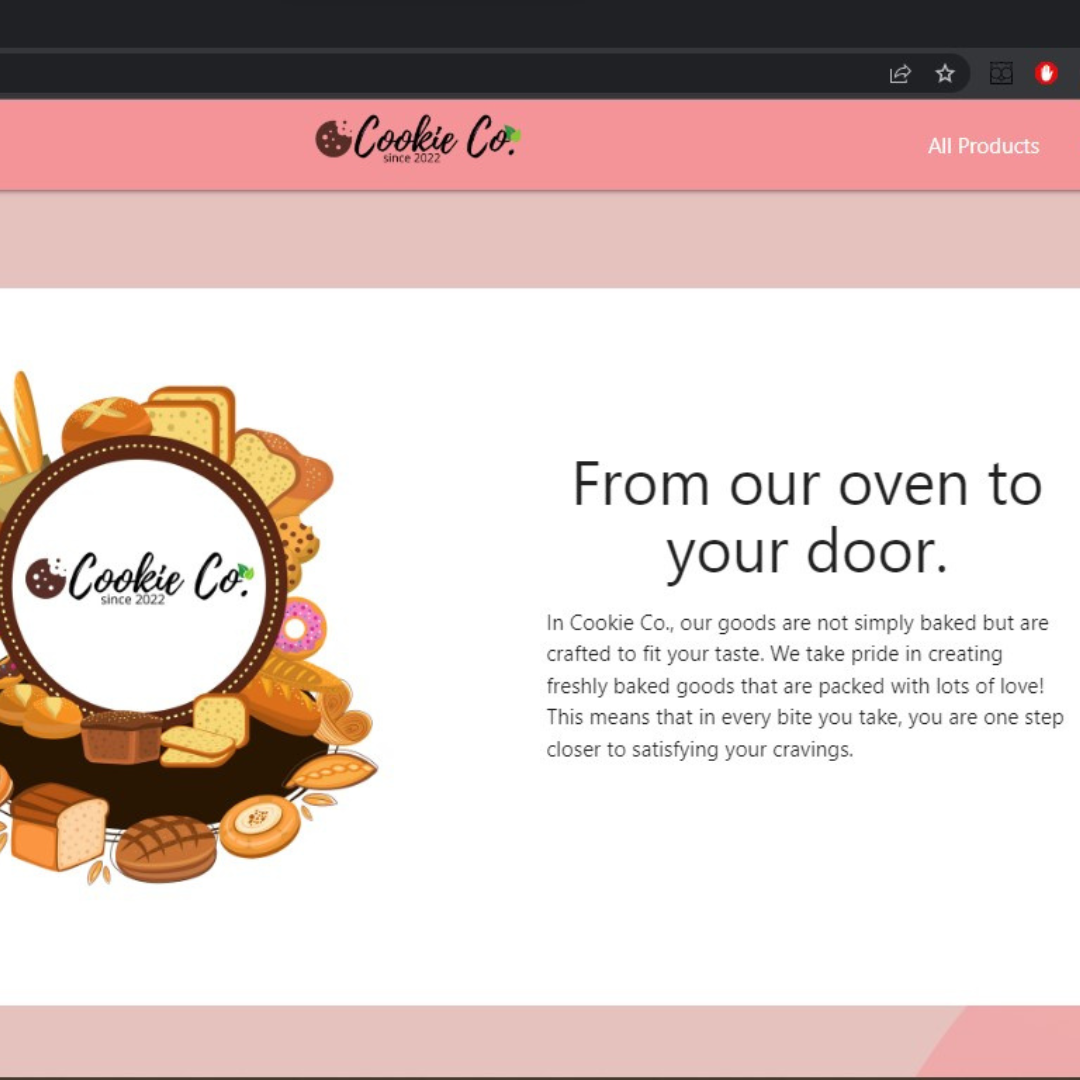 Cookie Co.
since 2022
All Products
Cookie Co.
since 2022
From our oven to
your door.
In Cookie Co., our goods are not simply baked but are
crafted to fit your taste. We take pride in creating
freshly baked goods that are packed with lots of love!
This means that in every bite you take, you are one step
closer to satisfying your cravings.